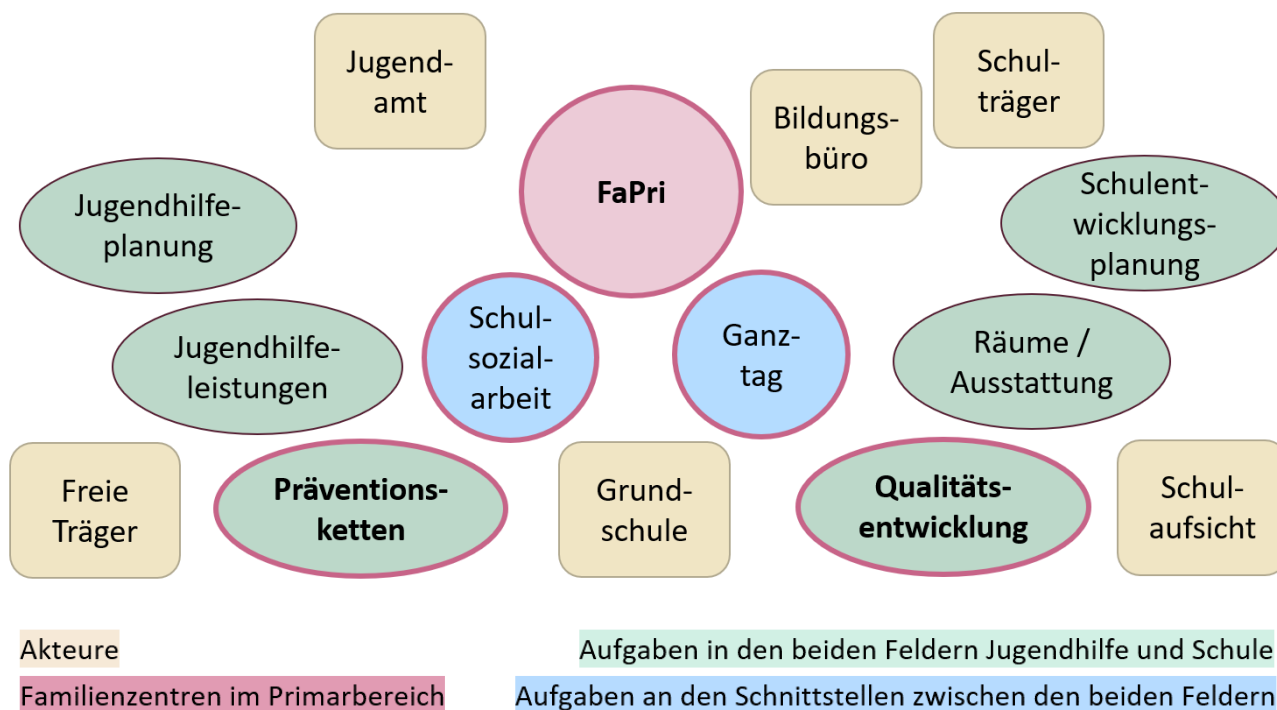 Jugend-
amt
Schul-
träger
Bildungs-
büro
FaPri
Jugendhilfe-
planung
Schulent-
wicklungs-
planung
Jugendhilfe-
leistungen
Schul-
sozial-
arbeit
Ganz-
tag
Räume /
Ausstattung
Freie
Träger
Präventions-
ketten
Grund-
schule
Qualitäts-
entwicklung
Schul-
aufsicht
Akteure
Aufgaben in den beiden Feldern Jugendhilfe und Schule
Familienzentren im Primarbereich
Aufgaben an den Schnittstellen zwischen den beiden Feldern